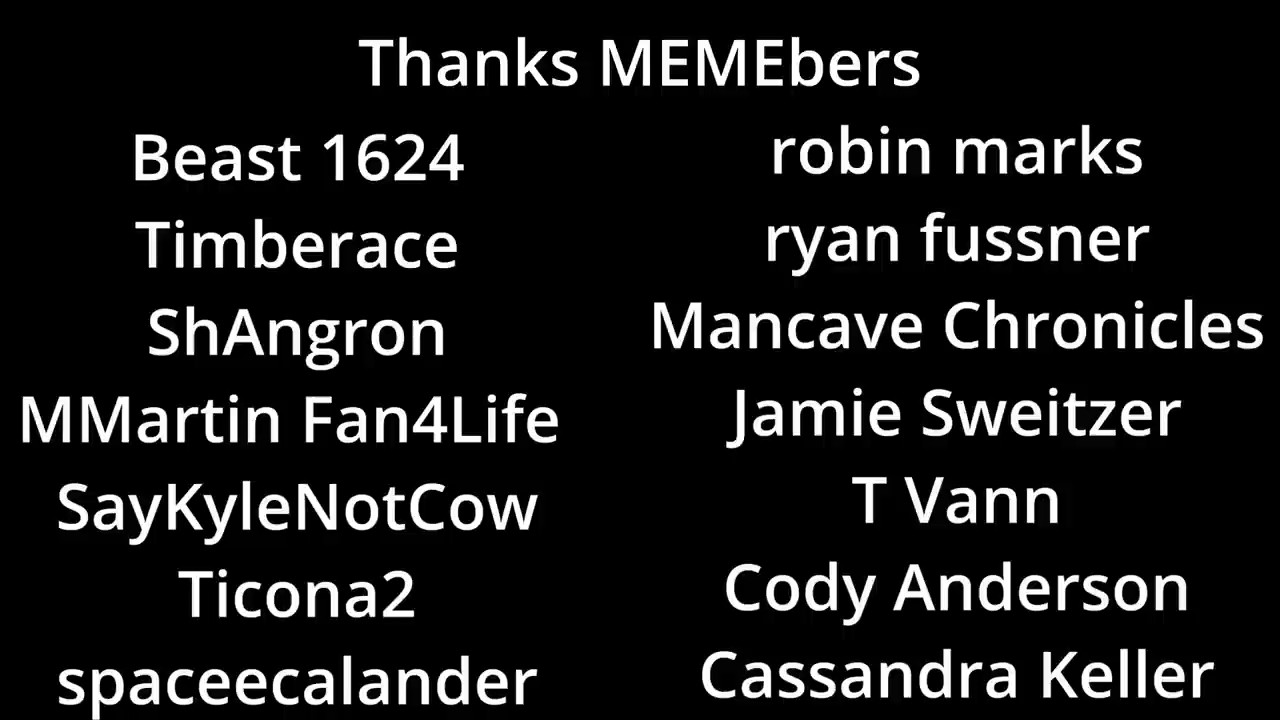 Thanks MEMEbers
Beast 1624
Timberace
ShAngron
MMartin Fan4Life
SayKyleNotCow
Ticona2
spaceecalander
robin marks
ryan fussner
Mancave Chronicles
Jamie Sweitzer
T Vann
Cody Anderson
Cassandra Keller